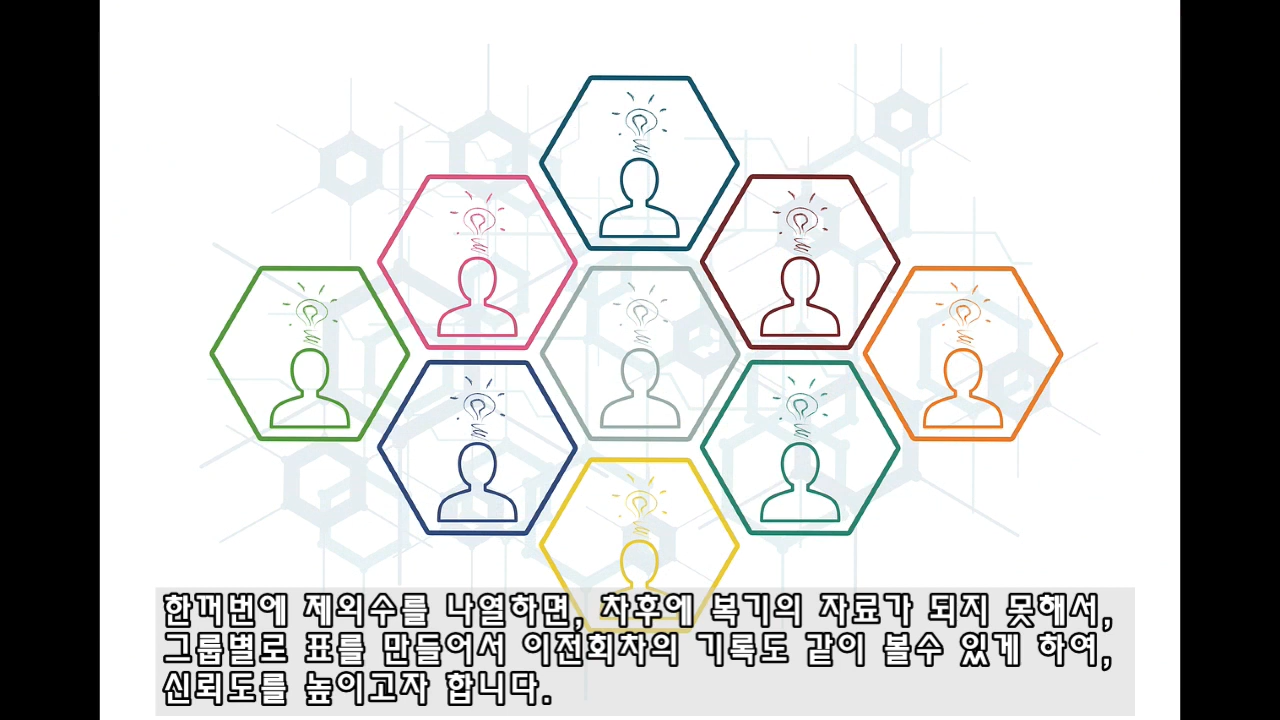 한꺼번에 제외수를 나열하면, 차후에 복기의 자료가 되지 못해서,
그룹별로 표를 만들어서 이전회차의 기록도 같이 볼수 있게 하여,
신뢰도를 높이고자 합니다.